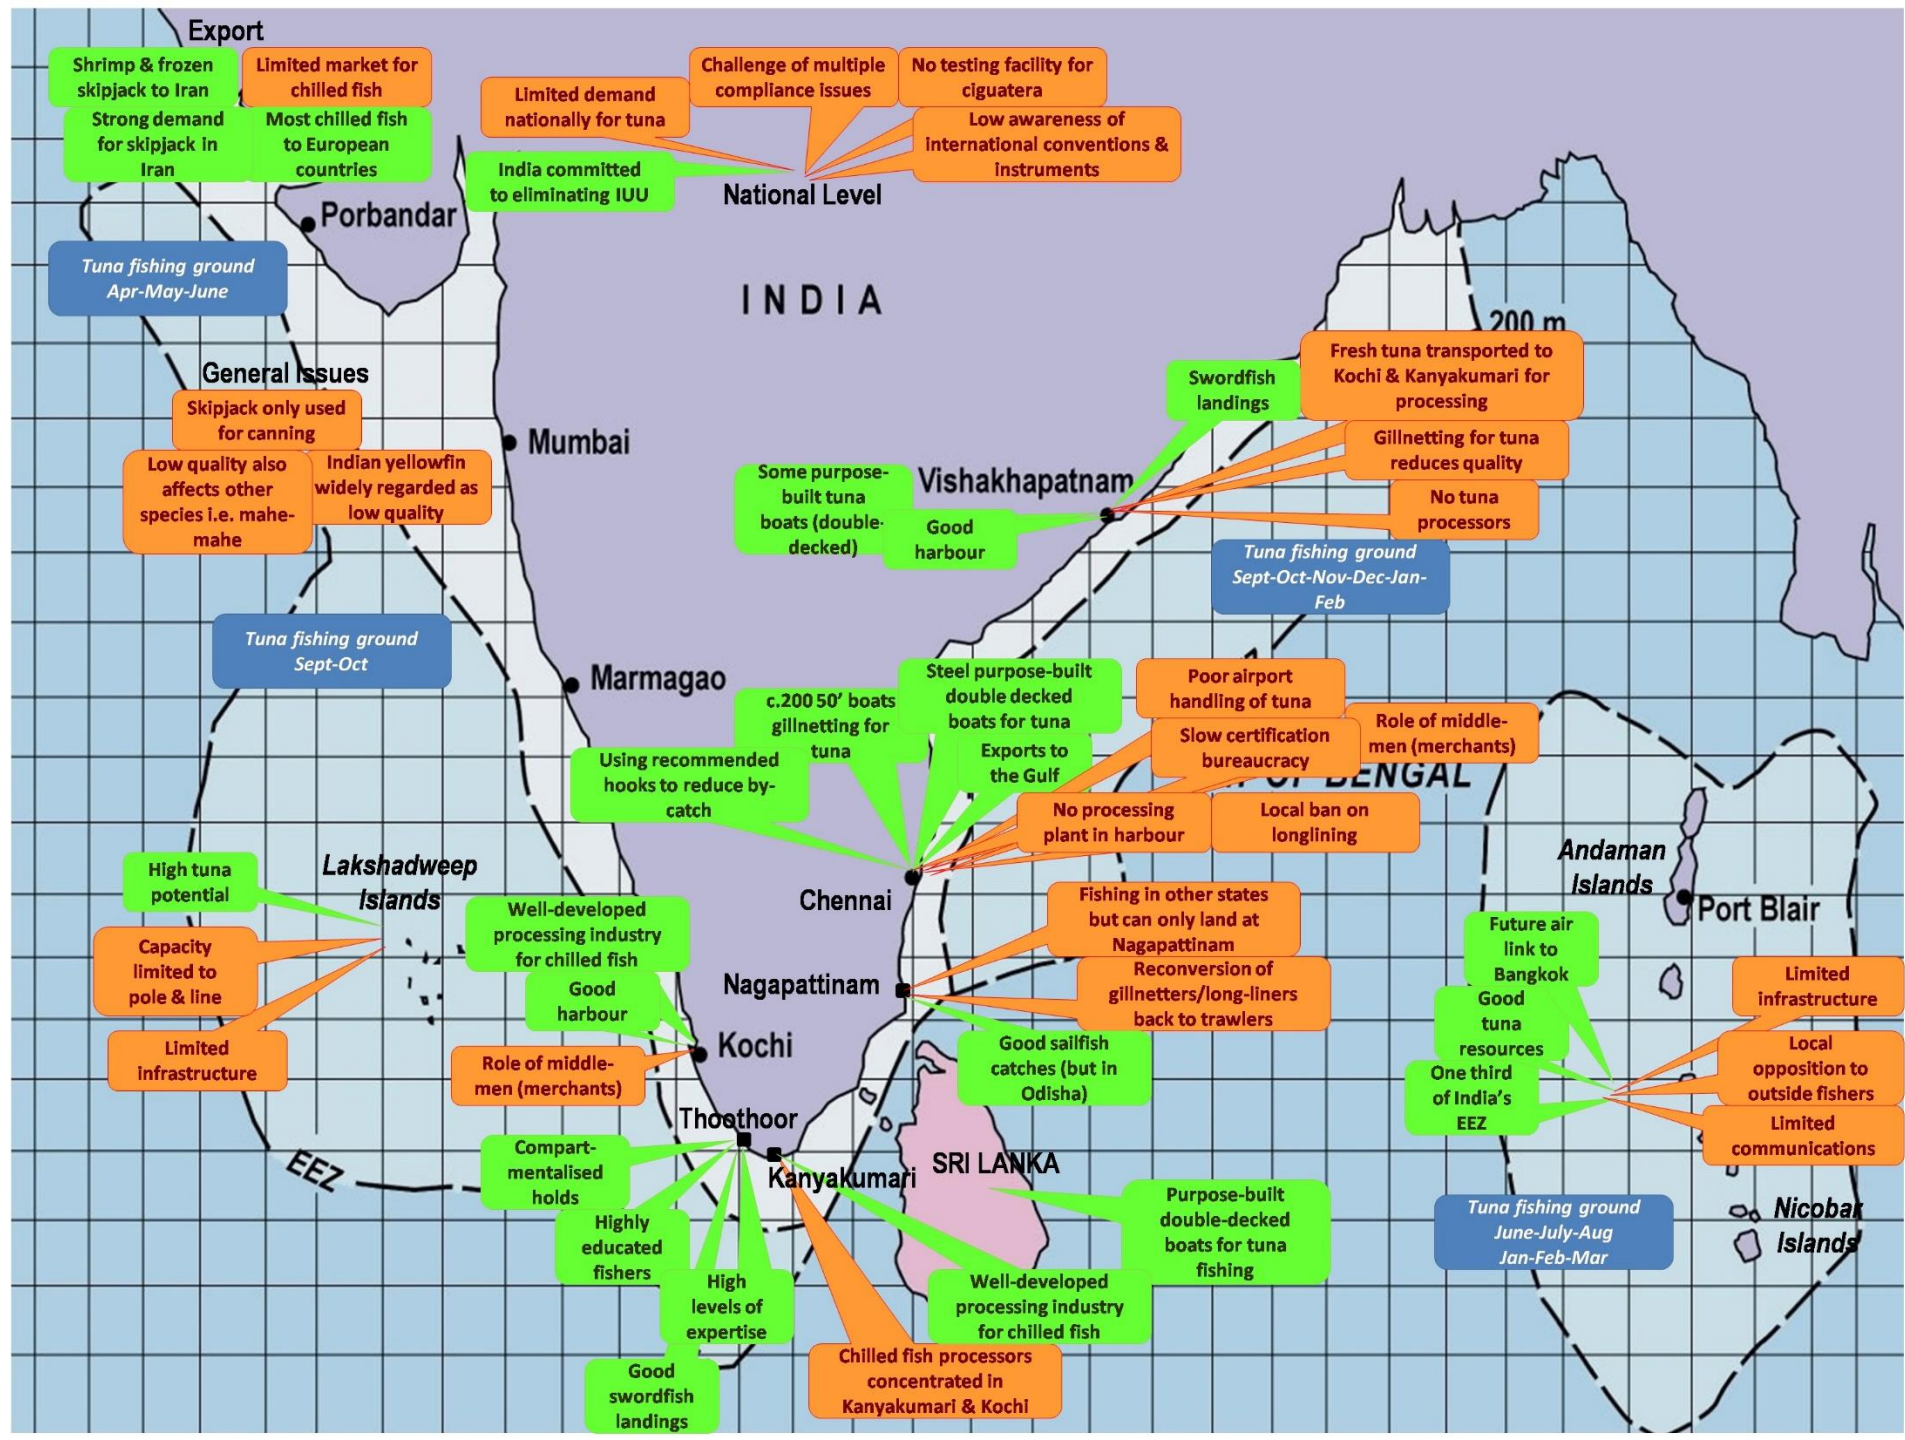 Export
Shrimp & frozen
skipjack to Iran
Limited market for
chilled fish
Strong demand
for skipjack in
Iran
Most chilled fish
to European
countries
Challenge of multiple
compliance issues
No testing facility for
ciguatera
Limited demand
nationally for tuna
Low awareness of
international conventions &
instruments
India committed
to eliminating IUU
National Level
Porbandar
Tuna fishing ground
Apr-May-June
INDIA
200 m
General Issues
Skipjack only used
for canning
Low quality also
affects other
species i.e. mahe-
mahe
Indian yellowfin
widely regarded as
low quality
Mumbai
Swordfish
landings
Fresh tuna transported to
Kochi & Kanyakumari for
processing
Gillnetting for tuna
reduces quality
No tuna
processors
Vishakhapatnam
Some purpose-
built tuna
boats (double-
decked)
Good
harbour
Tuna fishing ground
Sept-Oct-Nov-Dec-Jan-
Feb
Tuna fishing ground
Sept-Oct
Marmagao
Steel purpose-built
double decked
boats for tuna
c.200 50’ boats
gillnetting for
tuna
Exports to
the Gulf
Using recommended
hooks to reduce by-
catch
Poor airport
handling of tuna
Role of middle-
men (merchants)
Slow certification
bureaucracy
OF BENGAL
No processing
plant in harbour
Local ban on
longlining
Chennai
Lakshadweep
Islands
High tuna
potential
Capacity
limited to
pole & line
Limited
infrastructure
Well-developed
processing industry
for chilled fish
Good
harbour
Role of middle-
men (merchants)
Kochi
Nagapattinam
Fishing in other states
but can only land at
Nagapattinam
Reconversion of
gillnetters/long-liners
back to trawlers
Good sailfish
catches (but in
Odisha)
Andaman
Islands
Port Blair
Future air
link to
Bangkok
Good
tuna
resources
One third
of India’s
EEZ
Limited
infrastructure
Local
opposition to
outside fishers
Limited
communications
EEZ
Thoothoor
Kanyakumari
SRI LANKA
Compart-
mentalised
holds
Highly
educated
fishers
High
levels of
expertise
Good
swordfish
landings
Purpose-built
double-decked
boats for tuna
fishing
Well-developed
processing industry
for chilled fish
Chilled fish processors
concentrated in
Kanyakumari & Kochi
Tuna fishing ground
June-July-Aug
Jan-Feb-Mar
Nicobar
Islands